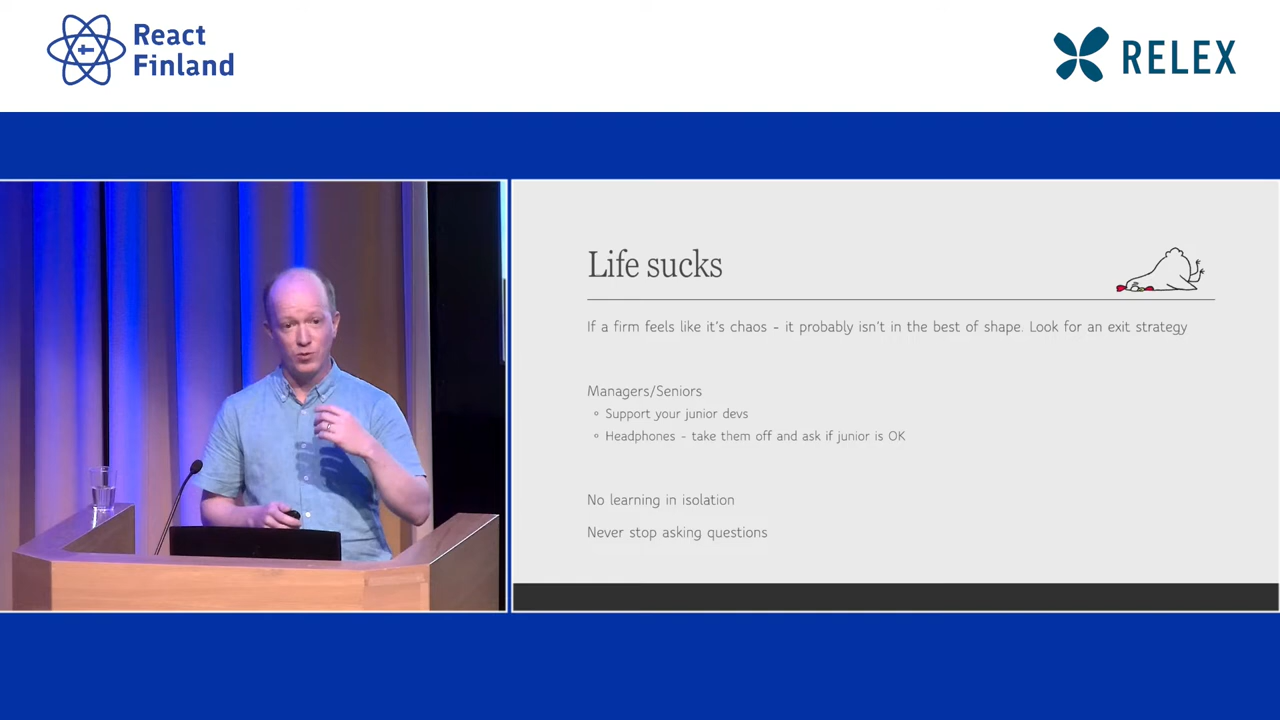 React
Finland
RELEX
Life sucks
If a firm feels like it's chaos - it probably isn't in the best of shape. Look for an exit strategy
Managers/Seniors
Support your junior devs
Headphones - take them off and ask if junior is OK
No learning in isolation
Never stop asking questions